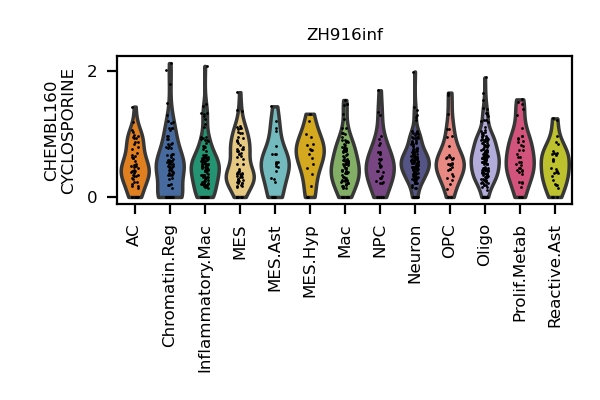 ZH916inf
CHEMBL160
CYCLOSPORINE
2
0
AC
Chromatin.Reg
Inflammatory.Mac
MES
MES.Ast
MES.Hyp
Mac
NPC
Neuron
OPC
Oligo
Prolif.Metab
Reactive.Ast